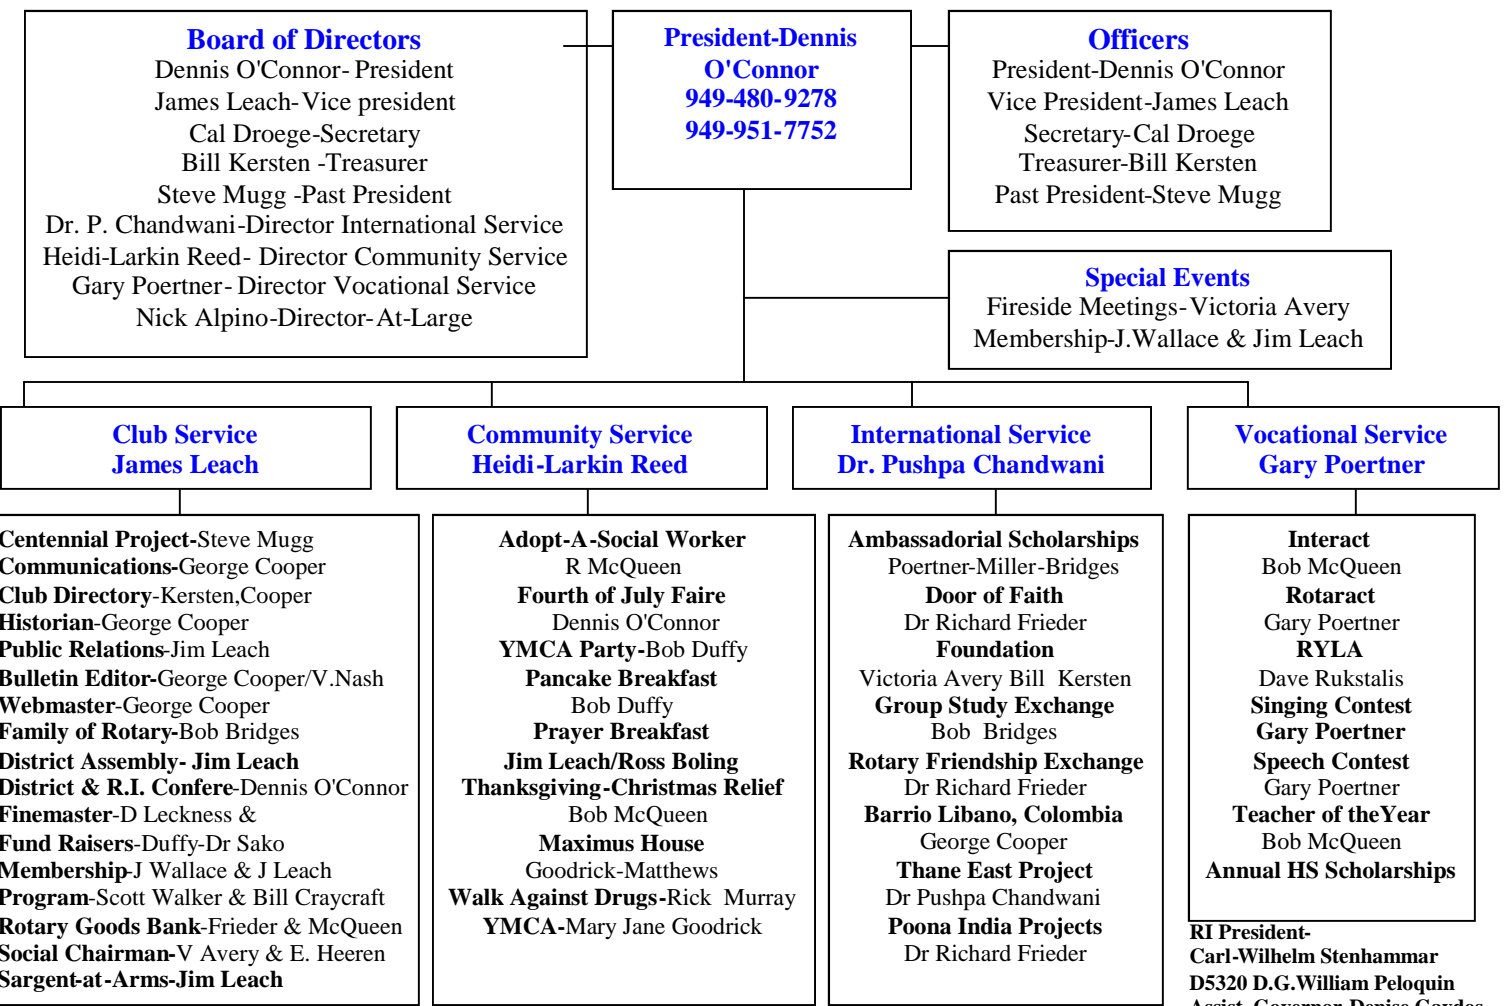 Board of Directors
Dennis O'Connor- President
James Leach-Vice president
Cal Droege-Secretary
Bill Kersten -Treasurer
Steve Mugg -Past President
Dr. P. Chandwani-Director International Service
Heidi-Larkin Reed- Director Community Service
Gary Poertner- Director Vocational Service
Nick Alpino-Director-At-Large
President-Dennis
O'Connor
949-480-9278
949-951-7752
Officers
President-Dennis O'Connor
Vice President-James Leach
Secretary-Cal Droege
Treasurer-Bill Kersten
Past President-Steve Mugg
Special Events
Fireside Meetings-Victoria Avery
Membership-J.Wallace & Jim Leach
Club Service
James Leach
Centennial Project-Steve Mugg
Communications-George Cooper
Club Directory-Kersten,Cooper
Historian-George Cooper
Public Relations-Jim Leach
Bulletin Editor-George Cooper/V.Nash
Webmaster-George Cooper
Family of Rotary-Bob Bridges
District Assembly- Jim Leach
District & R.I. Confere-Dennis O'Connor
Finemaster-D Leckness &
Fund Raisers-Duffy-Dr Sako
Membership-J Wallace & J Leach
Program-Scott Walker & Bill Craycraft
Rotary Goods Bank-Frieder & McQueen
Social Chairman-V Avery & E. Heeren
Sargent-at-Arms-Jim Leach
Community Service
Heidi-Larkin Reed
Adopt-A-Social Worker
R McQueen
Fourth of July Faire
Dennis O'Connor
YMCA Party-Bob Duffy
Pancake Breakfast
Bob Duffy
Prayer Breakfast
Jim Leach/Ross Boling
Thanksgiving-Christmas Relief
Bob McQueen
Maximus House
Goodrick-Matthews
Walk Against Drugs-Rick Murray
YMCA-Mary Jane Goodrick
International Service
Dr. Pushpa Chandwani
Ambassadorial Scholarships
Poertner-Miller-Bridges
Door of Faith
Dr Richard Frieder
Foundation
Victoria Avery Bill Kersten
Group Study Exchange
Bob Bridges
Rotary Friendship Exchange
Dr Richard Frieder
Barrio Libano, Colombia
George Cooper
Thane East Project
Dr Pushpa Chandwani
Poona India Projects
Dr Richard Frieder
Vocational Service
Gary Poertner
Interact
Bob McQueen
Rotaract
Gary Poertner
RYLA
Dave Rukstalis
Singing Contest
Gary Poertner
Speech Contest
Gary Poertner
Teacher of theYear
Bob McQueen
Annual HS Scholarships
RI President-
Carl-Wilhelm Stenhammar
D5320 D.G.William Peloquin
Assist. Governor-Denise Gaydos